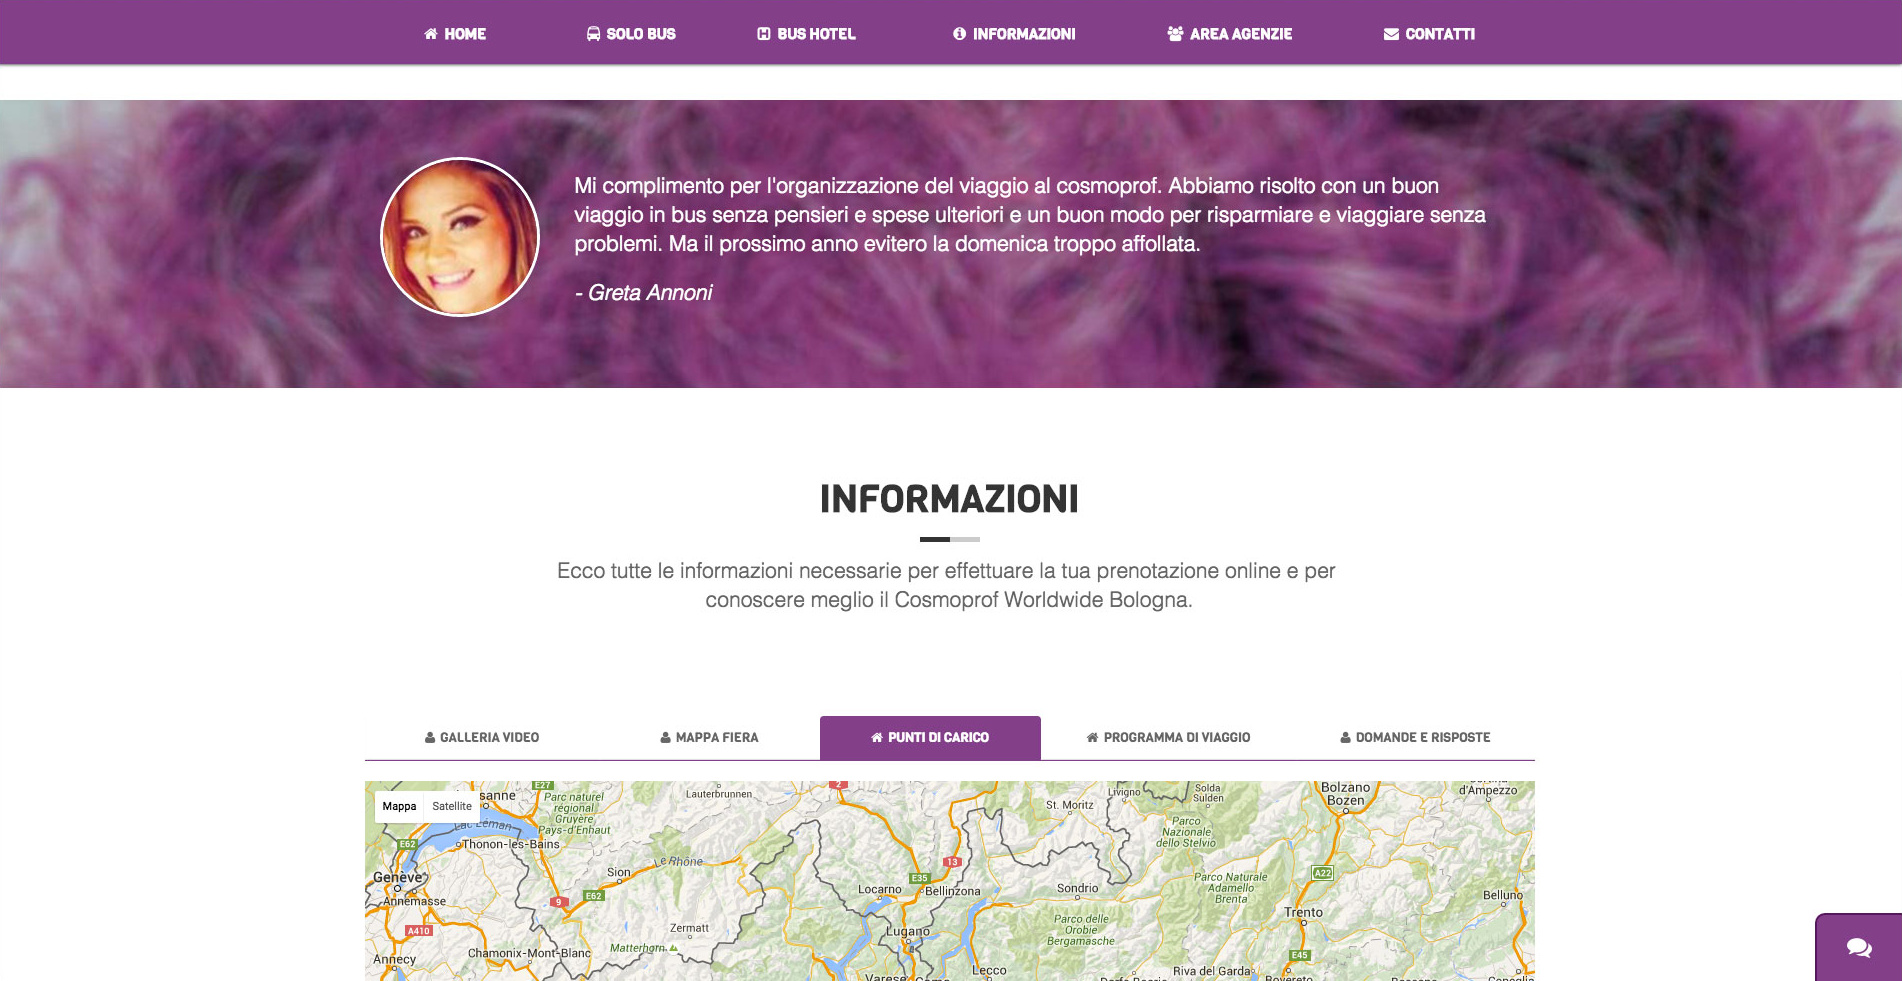 HOME
SOLO BUS
BUS HOTEL
INFORMAZIONI
AREA AGENZIE
CONTATTI
Mi complimento per l'organizzazione del viaggio al cosmoprof. Abbiamo risolto con un buon
viaggio in bus senza pensieri e spese ulteriori e un buon modo per risparmiare e viaggiare senza
problemi. Ma il prossimo anno evitero la domenica troppo affollata.
- Greta Annoni
INFORMAZIONI
Ecco tutte le informazioni necessarie per effettuare la tua prenotazione online e per
conoscere meglio il Cosmoprof Worldwide Bologna.
GALLERIA VIDEO
MAPPA FIERA
PUNTI DI CARICO
PROGRAMMA DI VIAGGIO
DOMANDE E RISPOSTE
Mappa
Satellite
E27
Parc naturel
régional
Gruyère
Pays-d'Enhaut
Lauterbrunnen
2
St. Moritz
Livigno
Solda
Sulden
Bolzano
Bozen
d'Ampezzo
Lac Léman
E62
Thonon-les-Bains
Parco
Nazionale
dello Stelvio
Genève
Annemasse
Sion
Le Rhône
E62
9
13
E35
Locarno
Bellinzona
Sondrio
Parco Naturale
Adamello
Brenta
A22
Belluno
Trento
A410
Zermatt
Matterhorn
Chamonix-Mont-Blanc
Annecy
Lugano
Parco delle
Orobie
Bergamasche
E45
Varese
Como
Lecco
Riva del Garda
Rovereto